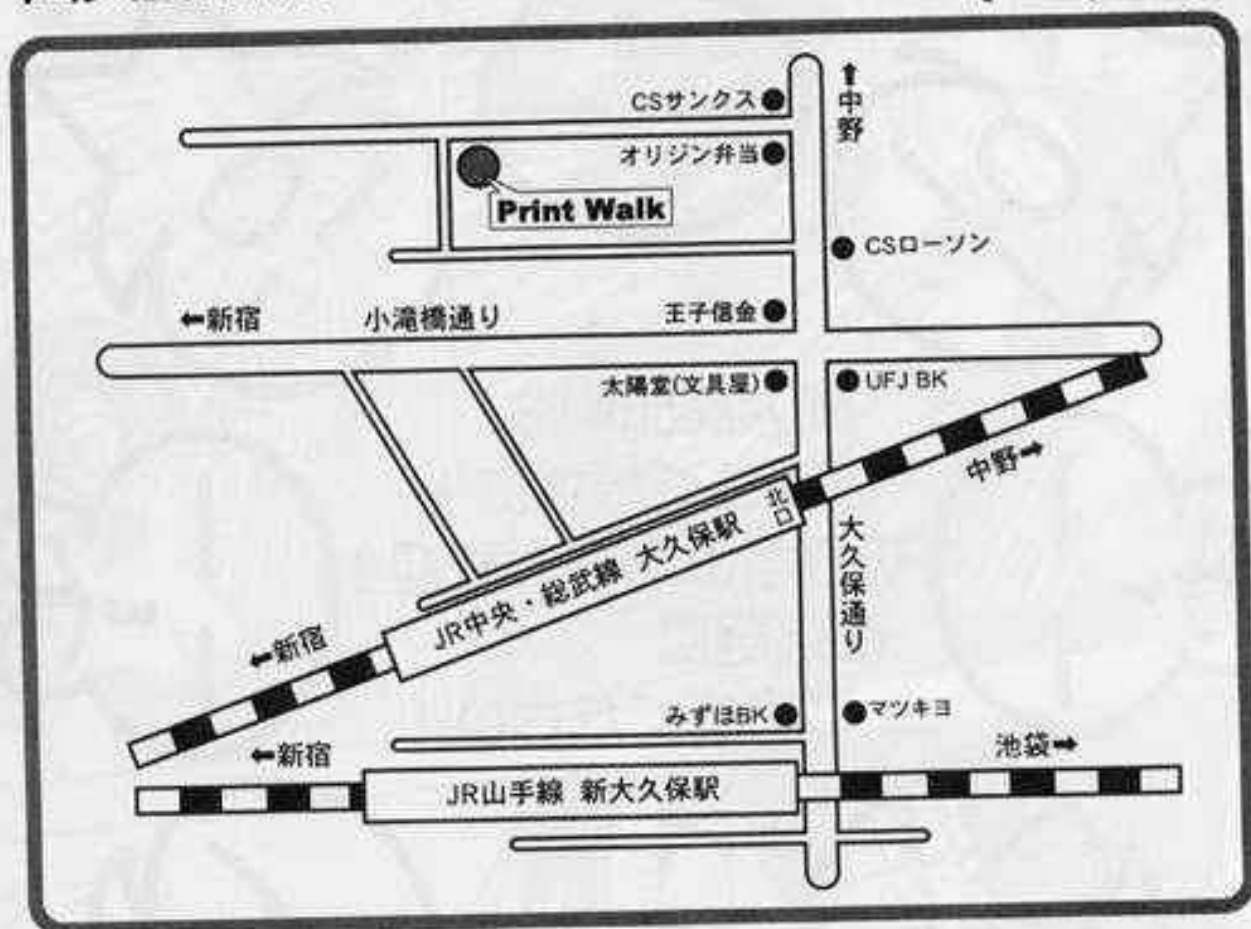 ↑中野
CSサンクス
オリジン弁当
Print Walk
CSローソン
←新宿
小滝橋通り
王子信金
太陽堂(文具屋)
UFJ BK
中野→
北口
JR中央・総武線 大久保駅
大久保通り
←新宿
みずほBK
マツキヨ
←新宿
池袋→
JR山手線 新大久保駅